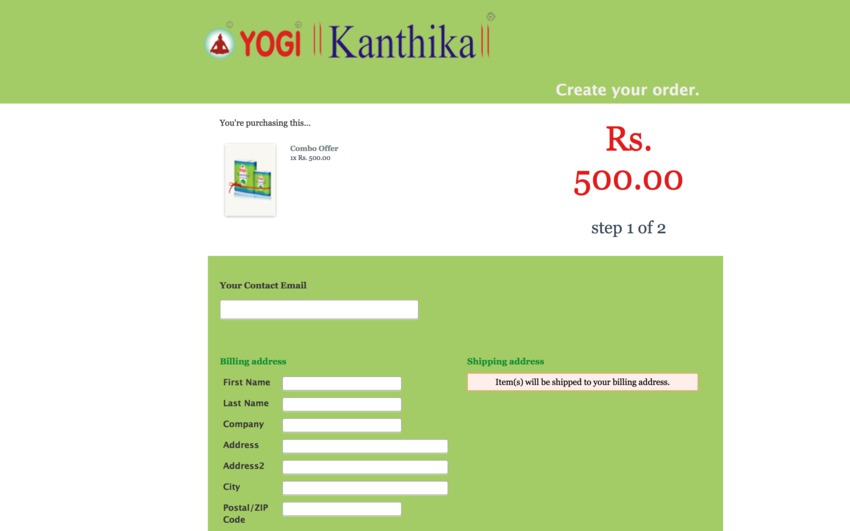 © ®
YOGI || Kanthika || ®
Create your order.
You're purchasing this...
Combo Offer
1x Rs. 500.00
Rs.
500.00
step 1 of 2
Your Contact Email
Billing address
First Name
Last Name
Company
Address
Address2
City
Postal/ZIP
Code
Shipping address
Item(s) will be shipped to your billing address.